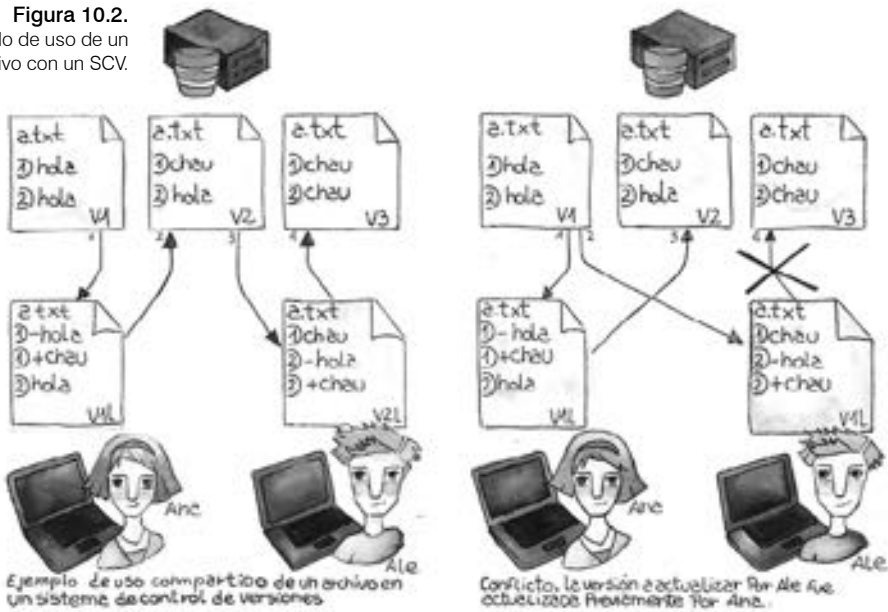 Figura 10.2.
lo de uso de un
ivo con un SCV.
a.txt
1) hola
2) hola
V1
a.txt
1) chau
2) hola
V2
a.txt
1) chau
2) chau
V3
1
2
3
4
a.txt
1) -hola
1) +chau
2) hola
V1L
a.txt
1) chau
2) -hola
2) +chau
V2L
Ana
Ale
Ejemplo de uso compartido de un archivo en
un sistema de control de versiones
a.txt
1) hola
2) hola
V1
a.txt
1) chau
2) hola
V2
a.txt
1) chau
2) chau
V3
1
2
3
4
a.txt
1) -hola
1) +chau
2) hola
V1L
a.txt
1) chau
2) -hola
2) +chau
V1L
Ana
Ale
Conflicto, la versión a actualizar Por Ale fue
actualizada Previamente Por Ana.